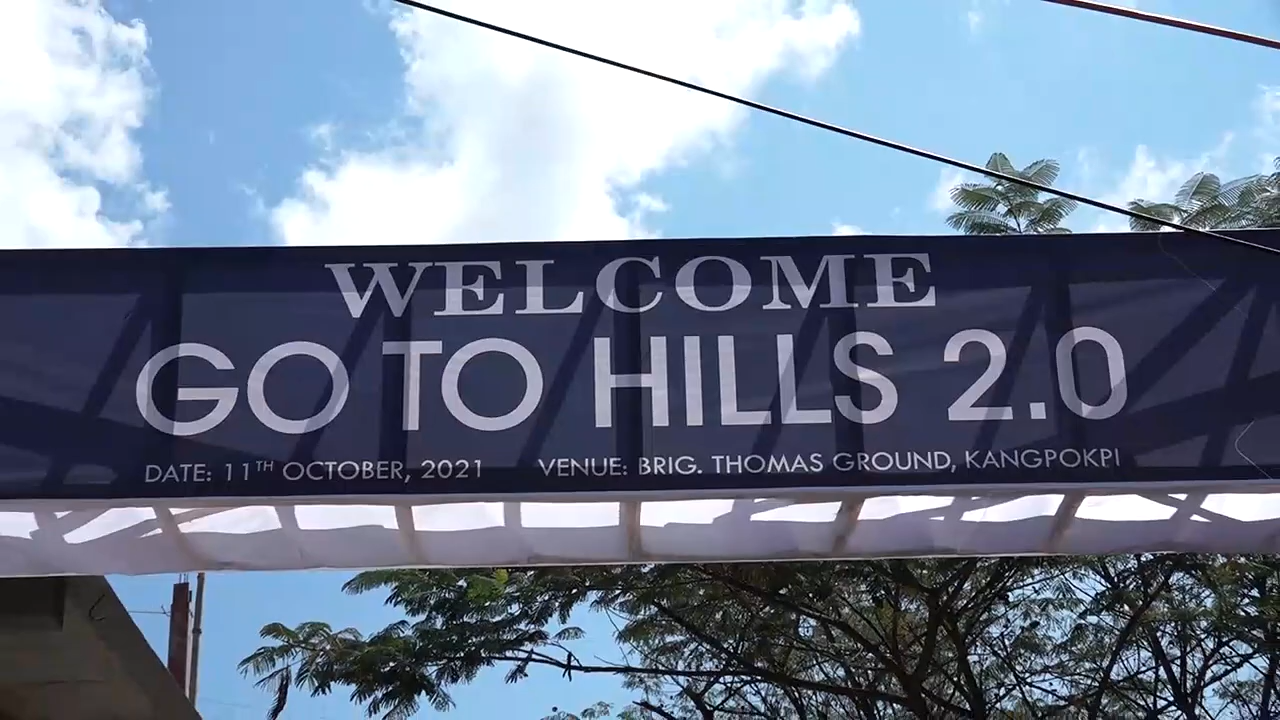 WELCOME
GO TO HILLS 2.0
DATE: 11TH OCTOBER, 2021 VENUE: BRIG. THOMAS GROUND, KANGPOKPI